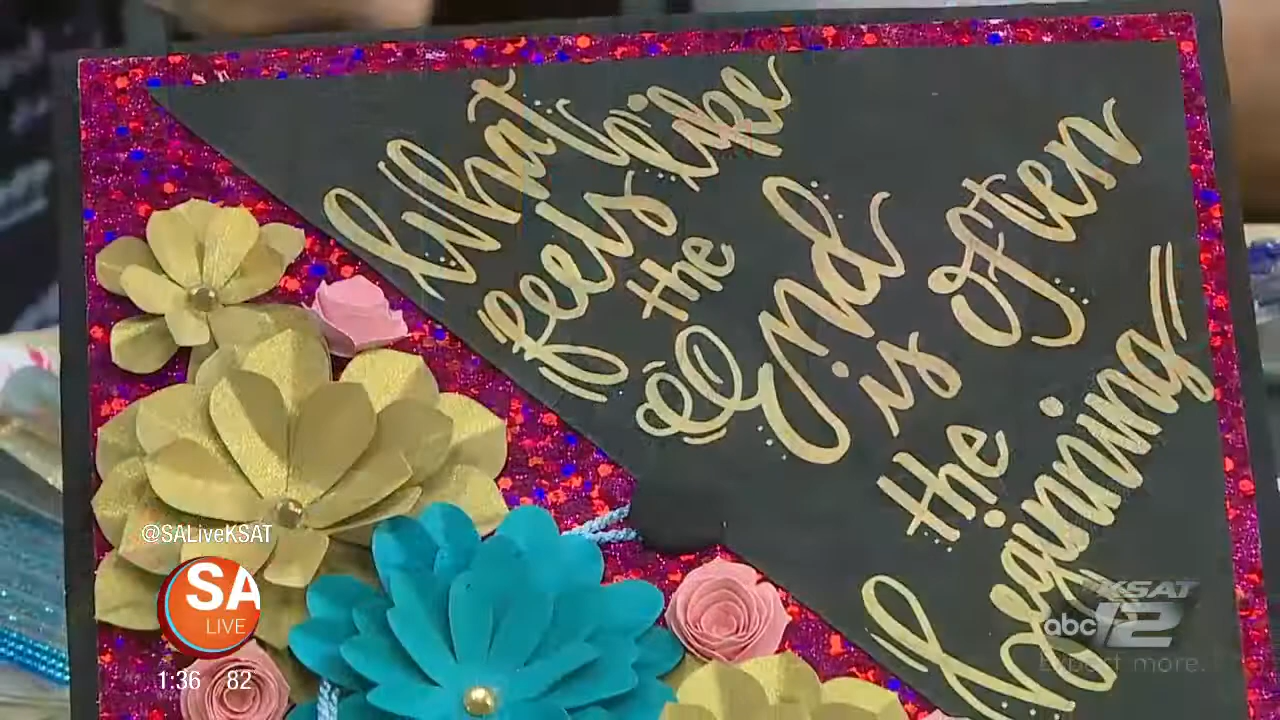 What
feels like
the
End
is often
the
beginning
@SALiveKSAT
SA
LIVE
1:36 82
KSAT
abc 12
Expect more.